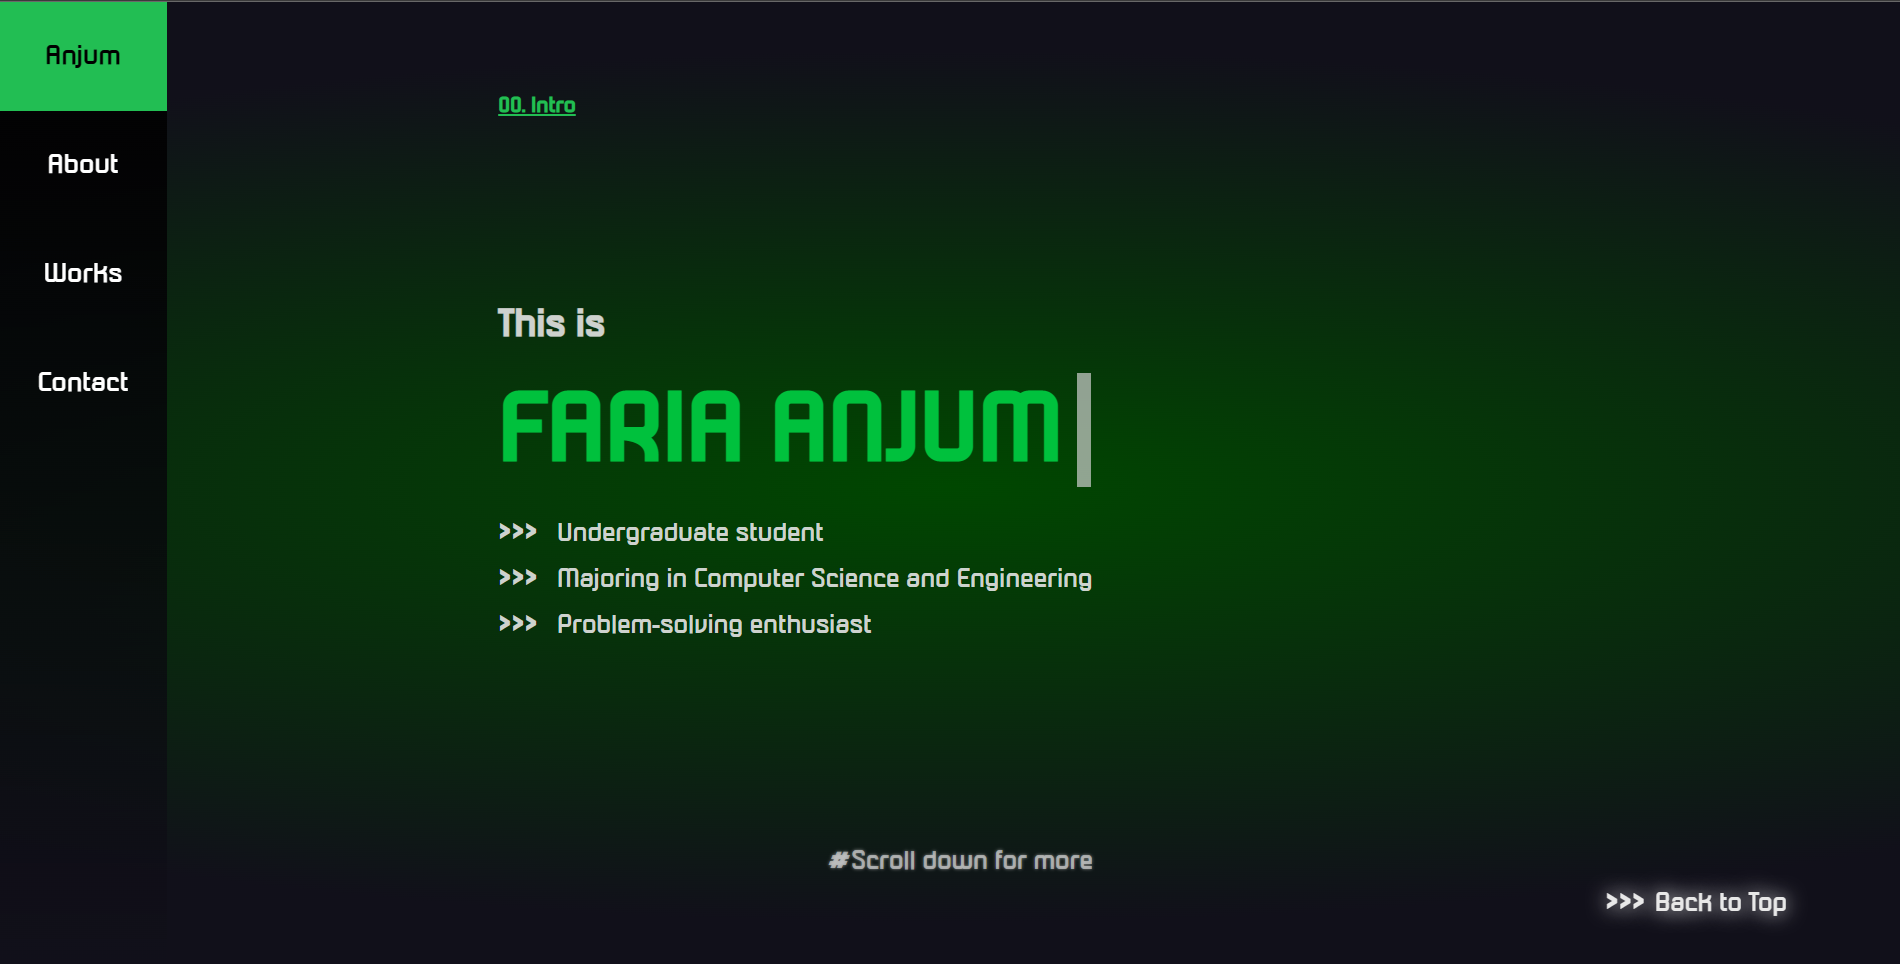 Anjum
About
Works
Contact
00. Intro
This is
FARIA ANJUM
>>> Undergraduate student
>>> Majoring in Computer Science and Engineering
>>> Problem-solving enthusiast
#Scroll down for more
>>> Back to Top